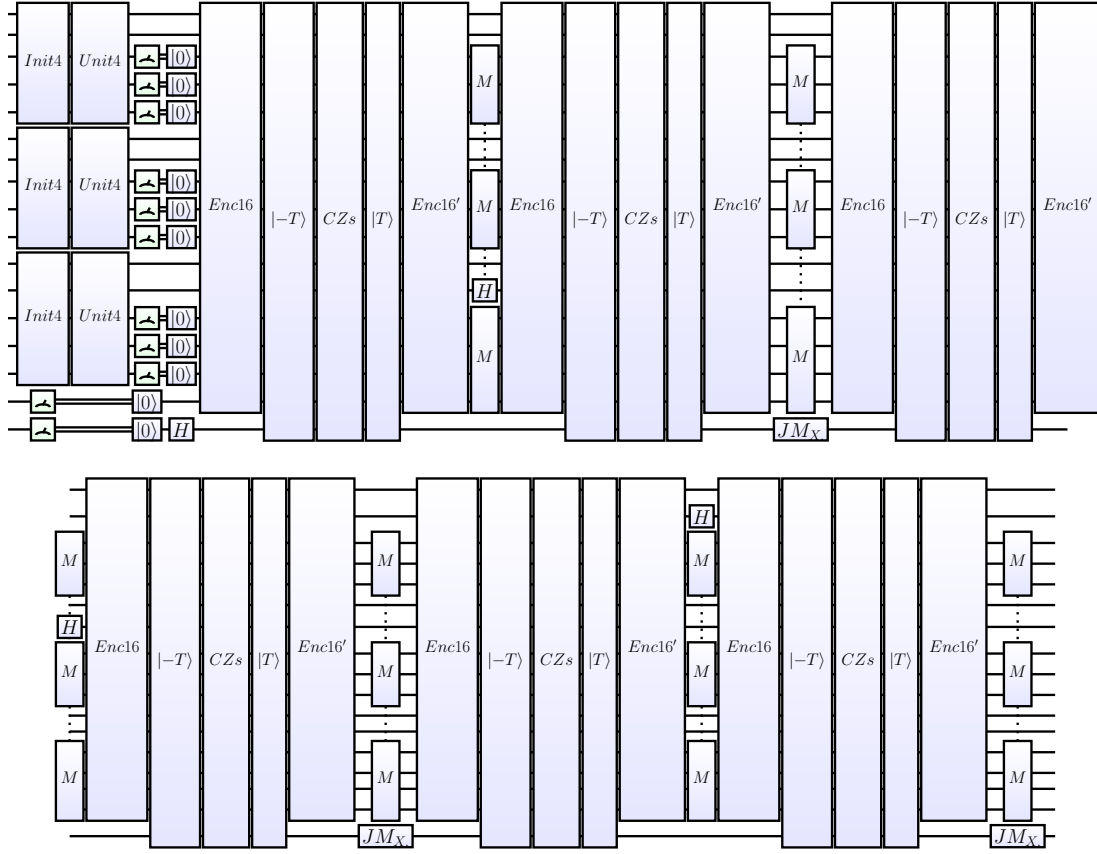 Init4 Unit4 |0⟩
|0⟩ M M
|0⟩
Init4 Unit4 |0⟩
|0⟩ Enc16 Enc16′ M Enc16 Enc16′ M Enc16 Enc16′
|−T⟩ CZs |T⟩ |−T⟩ CZs |T⟩ |−T⟩ CZs |T⟩
|0⟩
H
Init4 Unit4 |0⟩
|0⟩ M M
|0⟩
|0⟩
|0⟩ H JM_X.
H
M M M M
H
Enc16 Enc16′ Enc16 Enc16′ Enc16 Enc16′
M |−T⟩ CZs |T⟩ M |−T⟩ CZs |T⟩ M |−T⟩ CZs |T⟩ M
M M M M
JM_X. JM_X.